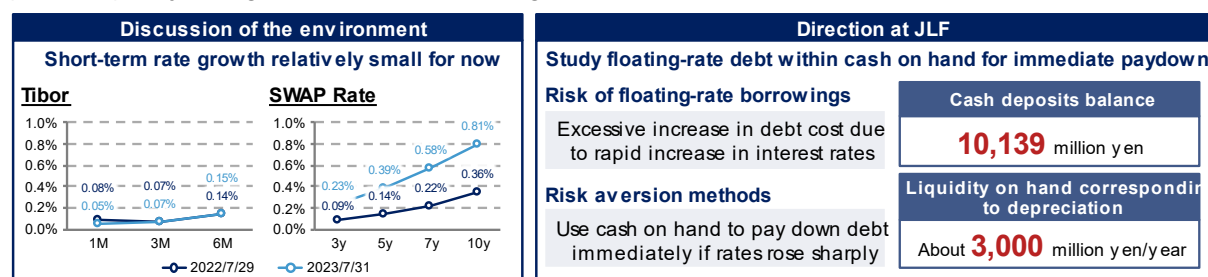 Discussion of the environment
Short-term rate growth relatively small for now
Tibor
1.0%
0.8%
0.6%
0.4%
0.2%
0.0%
0.08%
0.07%
0.15%
0.05%
0.07%
0.14%
1M
3M
6M
SWAP Rate
1.0%
0.8%
0.6%
0.4%
0.2%
0.0%
0.81%
0.58%
0.39%
0.23%
0.36%
0.22%
0.14%
0.09%
3y
5y
7y
10y
2022/7/29
2023/7/31
Direction at JLF
Study floating-rate debt within cash on hand for immediate paydown
Risk of floating-rate borrowings
Excessive increase in debt cost due
to rapid increase in interest rates
Risk aversion methods
Use cash on hand to pay down debt
immediately if rates rose sharply
Cash deposits balance
10,139 million yen
Liquidity on hand correspondin
to depreciation
About 3,000 million yen/year